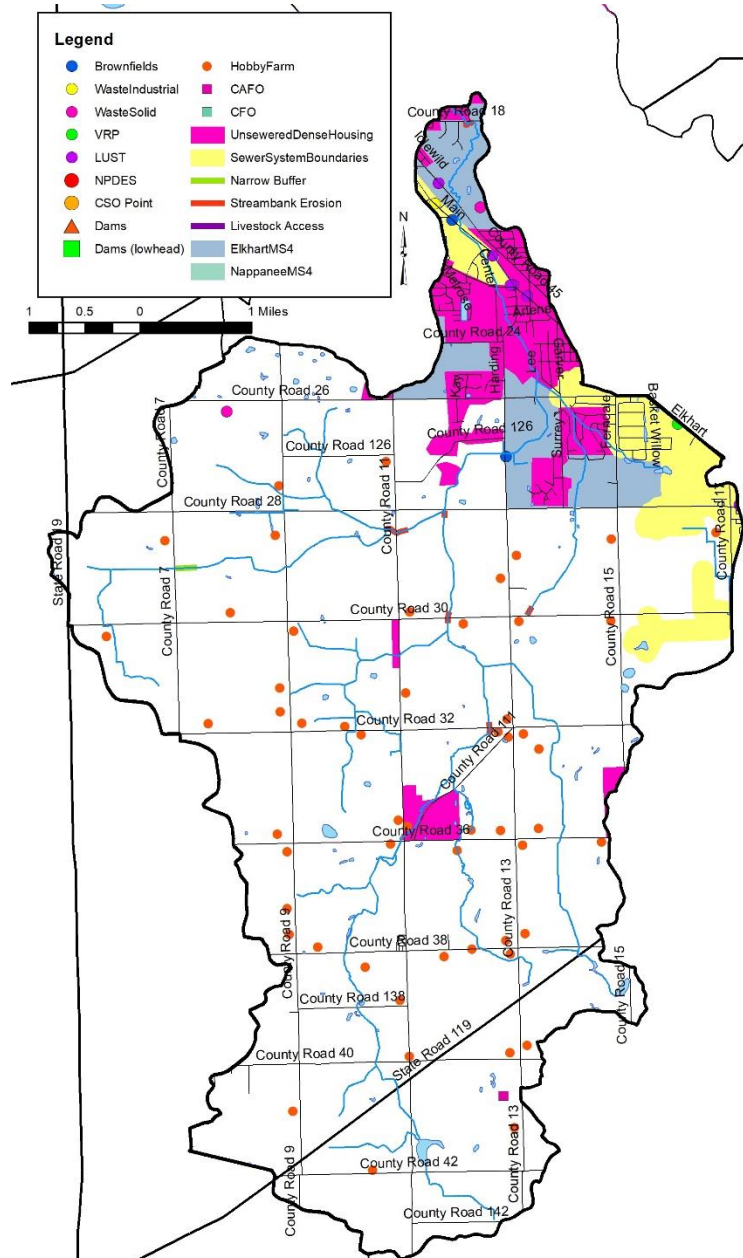 Legend
Brownfields
WasteIndustrial
WasteSolid
VRP
LUST
NPDES
CSO Point
Dams
Dams (lowhead)
HobbyFarm
CAFO
CFO
UnseweredDenseHousing
SewerSystemBoundaries
Narrow Buffer
Streambank Erosion
Livestock Access
ElkhartMS4
NappaneeMS4
N
1 0.5 0 1 Miles
County Road 18
Idlewild
Main
County Road 45
Center
Melrose
Arlene
County Road 24
Harding
Lee
Garver
Kay
County Road 26
County Road 7
County Road 126
County Road 126
Surrey
Ferndale
Basket Willow
Elkhart
County Road 11
County Road 28
County Road 17
State Road 19
County Road 7
County Road 30
County Road 15
County Road 32
County Road 111
County Road 36
County Road 13
County Road 9
County Road 38
County Road 15
County Road 138
County Road 40
State Road 119
County Road 13
County Road 9
County Road 42
County Road 142